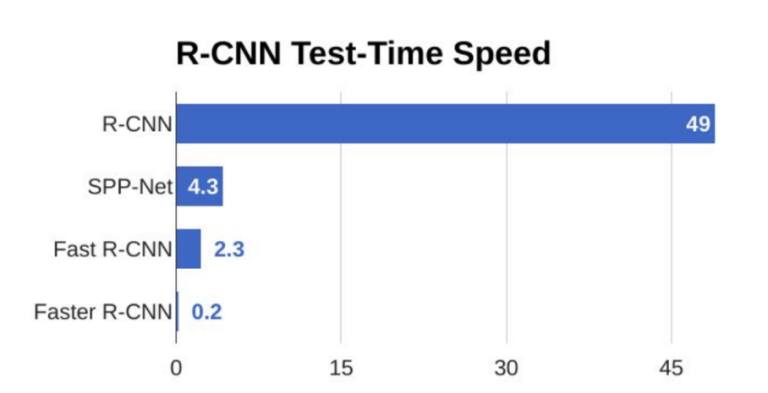 R-CNN Test-Time Speed
R-CNN 49
SPP-Net 4.3
Fast R-CNN 2.3
Faster R-CNN 0.2
0 15 30 45